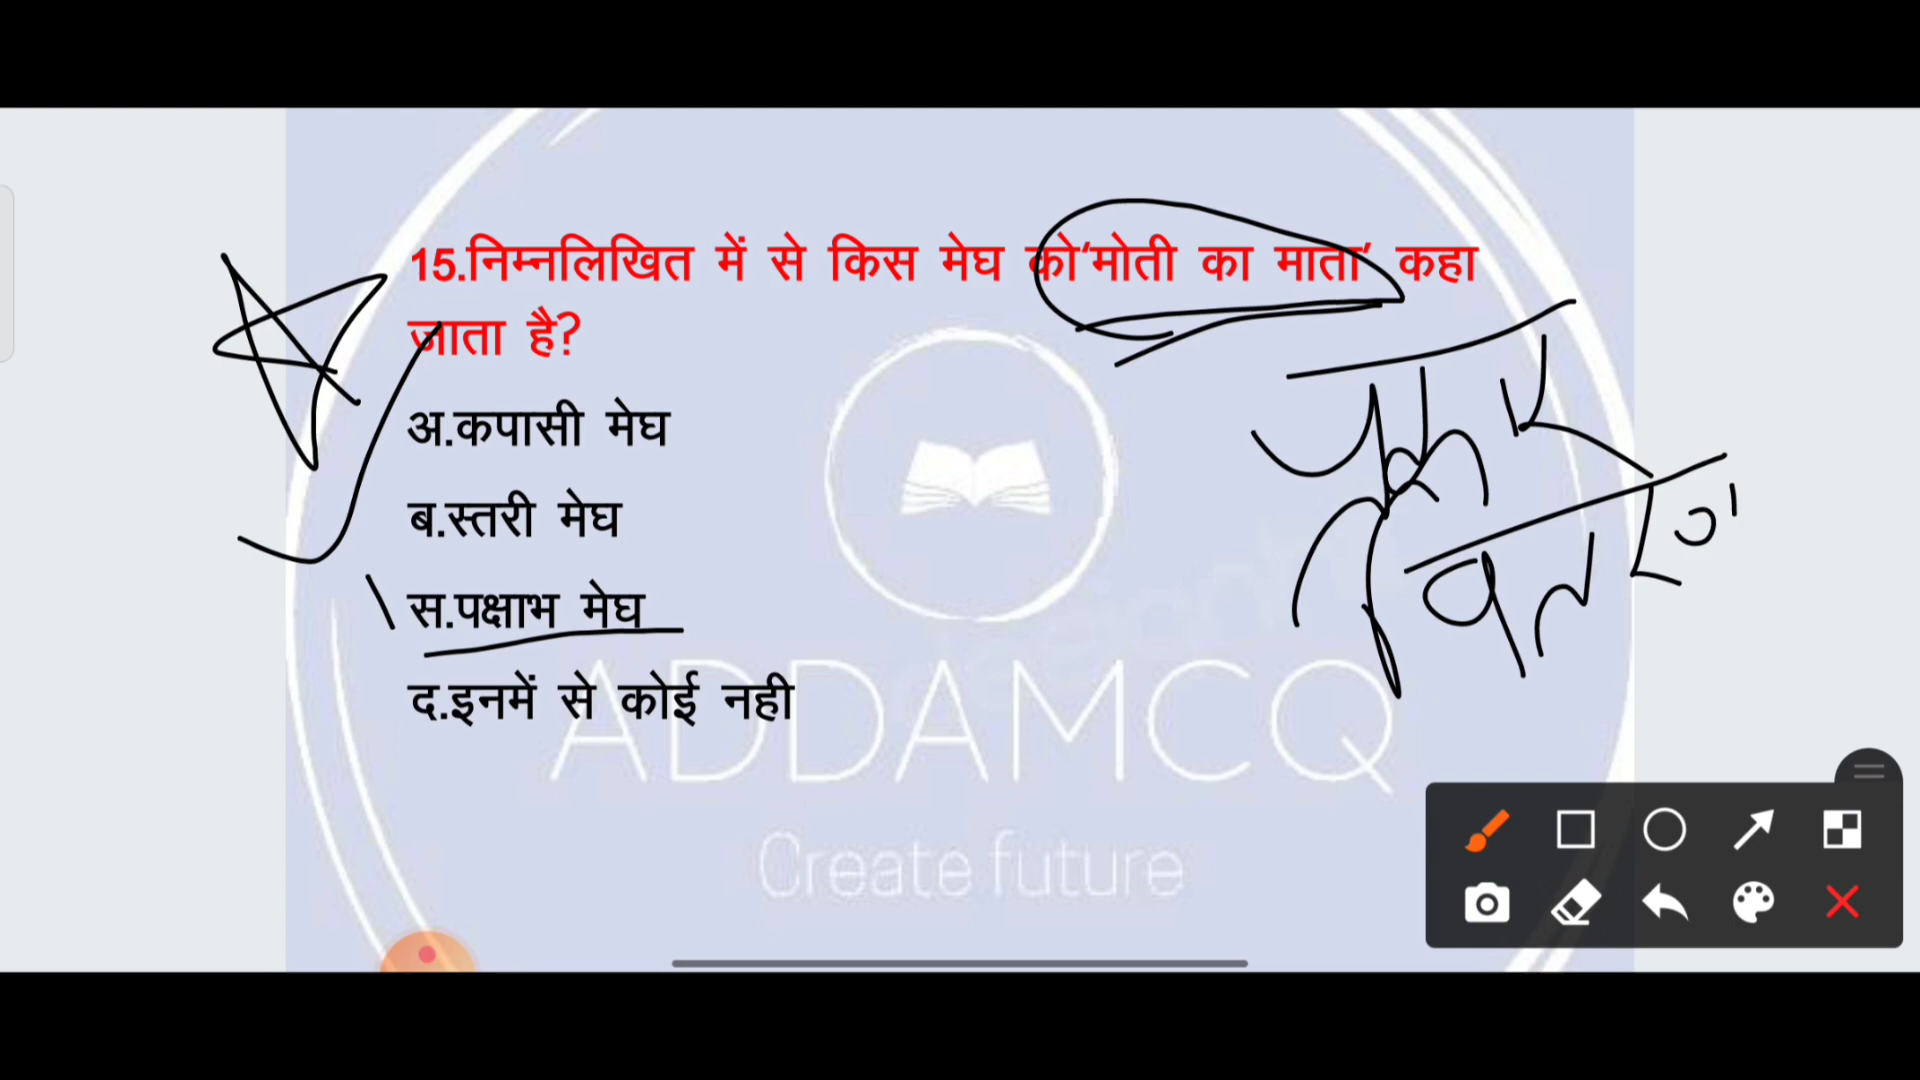 15.निम्नलिखित में से किस मेघ को‘मोती का माता’ कहा
जाता है?
अ.कपासी मेघ
ब.स्तरी मेघ
स.पक्षाभ मेघ
द.इनमें से कोई नही
ADDAMCQ
Create future